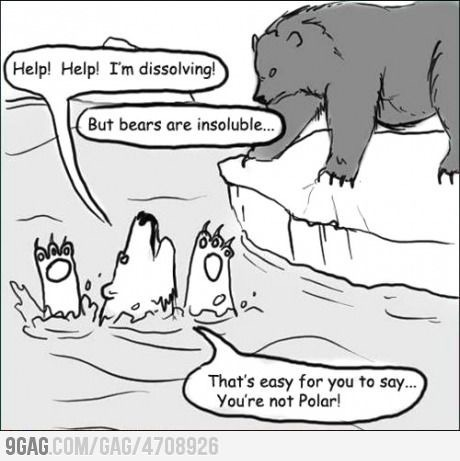 Help! Help! I'm dissolving!
But bears are insoluble...
That's easy for you to say...
You're not Polar!
9GAG.COM/GAG/4708926